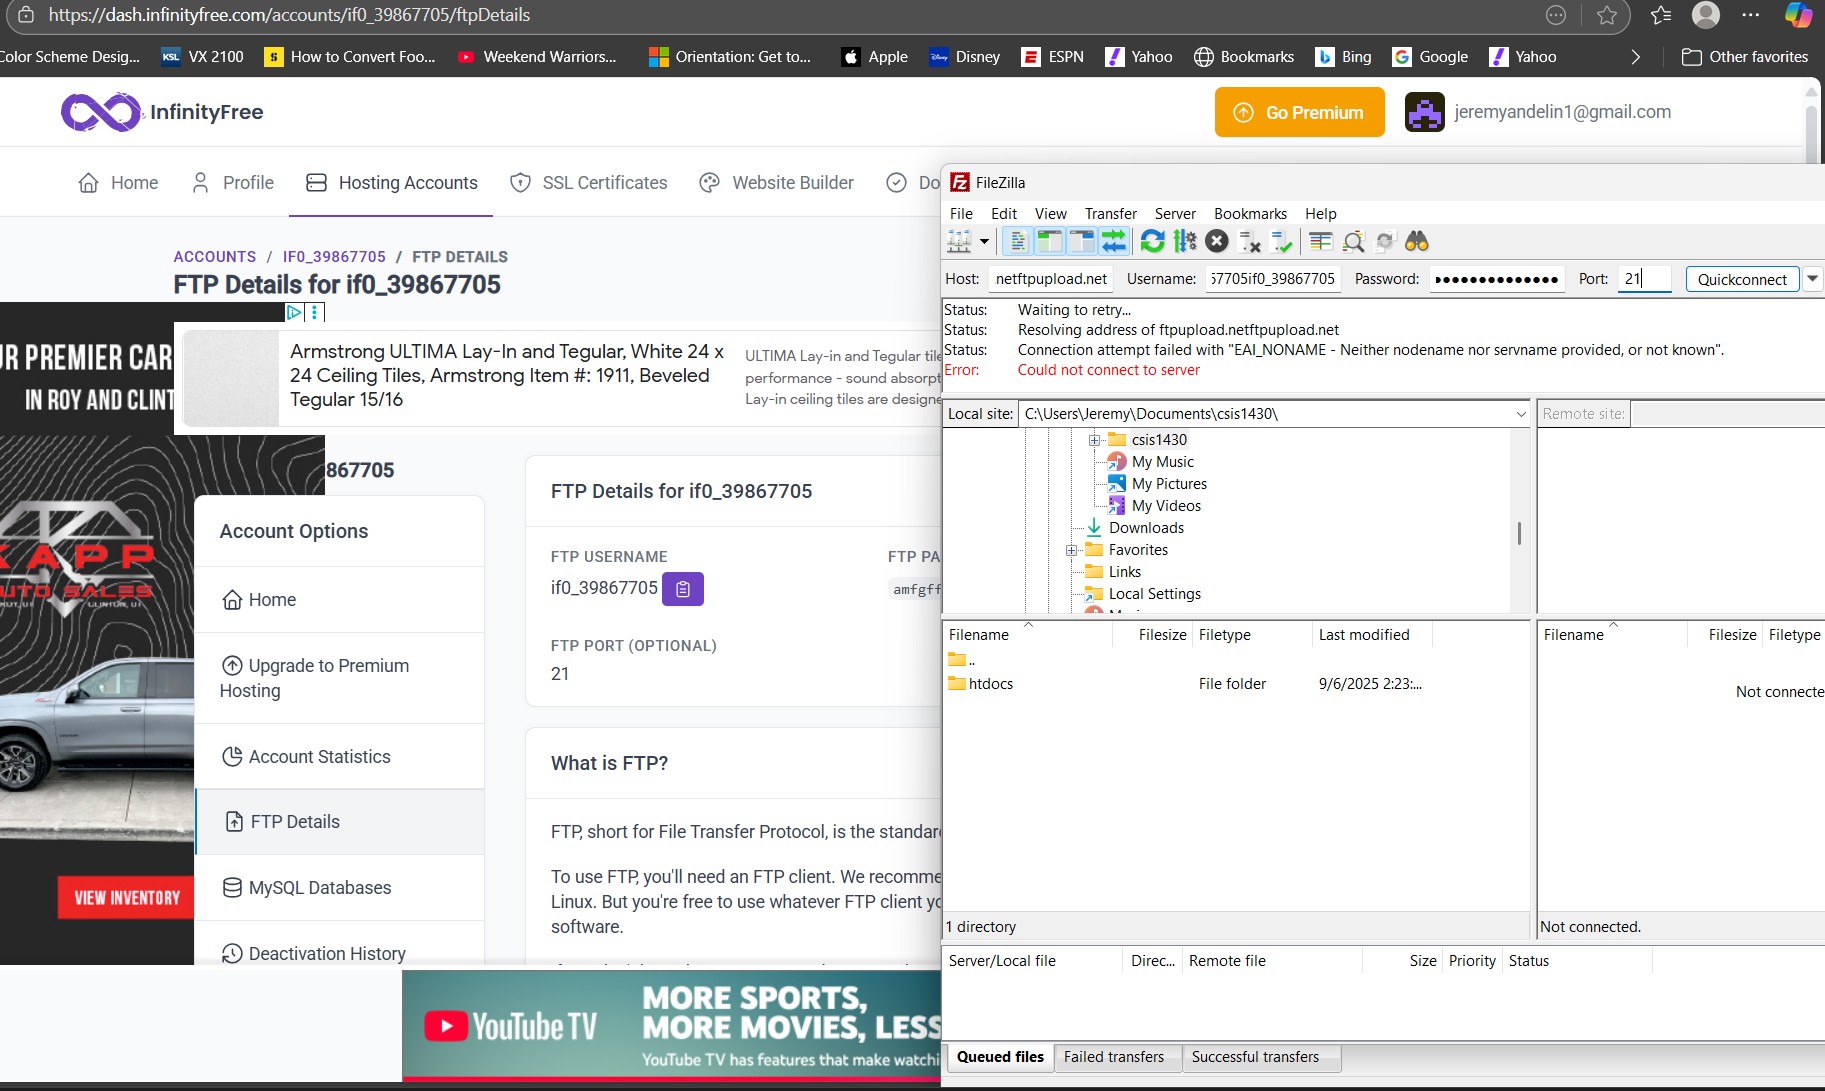 https://dash.infinityfree.com/accounts/if0_39867705/ftpDetails
Color Scheme Desig...
KSL VX 2100
S How to Convert Foo...
Weekend Warriors...
Orientation: Get to...
Apple
Disney
ESPN
Yahoo
Bookmarks
Bing
Google
Yahoo
Other favorites
InfinityFree
Go Premium
jeremyandelin1@gmail.com
Home
Profile
Hosting Accounts
SSL Certificates
Website Builder
Do
ACCOUNTS / IF0_39867705 / FTP DETAILS
FTP Details for if0_39867705
UR PREMIER CAR
IN ROY AND CLINT
Armstrong ULTIMA Lay-In and Tegular, White 24 x
24 Ceiling Tiles, Armstrong Item #: 1911, Beveled
Tegular 15/16
ULTIMA Lay-in and Tegular tile
performance - sound absorpt
Lay-in ceiling tiles are designe
867705
KAPP
AUTO SALES
ROY, UT
CLINTON, UT
VIEW INVENTORY
Account Options
Home
Upgrade to Premium
Hosting
Account Statistics
FTP Details
MySQL Databases
Deactivation History
FTP Details for if0_39867705
FTP USERNAME
if0_39867705
FTP PA
amfgff
FTP PORT (OPTIONAL)
21
What is FTP?
FTP, short for File Transfer Protocol, is the standar
To use FTP, you'll need an FTP client. We recomme
Linux. But you're free to use whatever FTP client yo
software.
YouTube TV
MORE SPORTS,
MORE MOVIES, LESS
YouTube TV has features that make watchi
FileZilla
File Edit View Transfer Server Bookmarks Help
Host: .netftpupload.net Username: 67705if0_39867705 Password: ●●●●●●●●●●●●●● Port: 21 Quickconnect
Status: Waiting to retry...
Status: Resolving address of ftpupload.netftpupload.net
Status: Connection attempt failed with "EAI_NONAME - Neither nodename nor servname provided, or not known".
Error: Could not connect to server
Local site: C:\Users\Jeremy\Documents\csis1430\
Remote site:
csis1430
My Music
My Pictures
My Videos
Downloads
Favorites
Links
Local Settings
Filename Filesize Filetype Last modified
..
htdocs File folder 9/6/2025 2:23:...
1 directory
Filename Filesize Filetype
Not connecte
Not connected.
Server/Local file Direc... Remote file Size Priority Status
Queued files Failed transfers Successful transfers